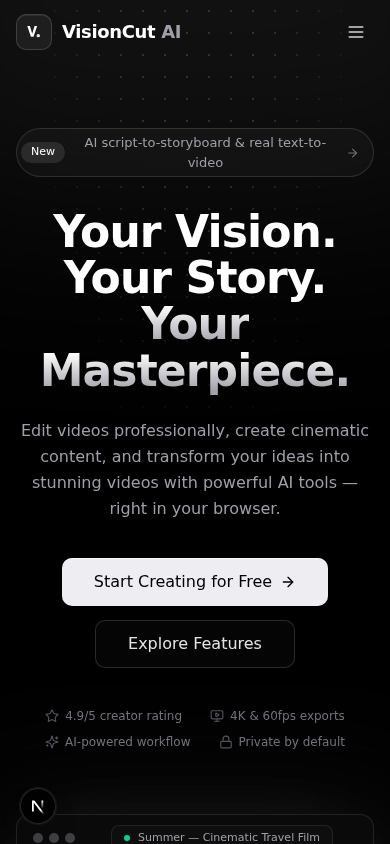 V. VisionCut AI
New AI script-to-storyboard & real text-to-
video →
Your Vision.
Your Story.
Your
Masterpiece.
Edit videos professionally, create cinematic
content, and transform your ideas into
stunning videos with powerful AI tools —
right in your browser.
Start Creating for Free →
Explore Features
4.9/5 creator rating 4K & 60fps exports
AI-powered workflow Private by default
N
Summer — Cinematic Travel Film